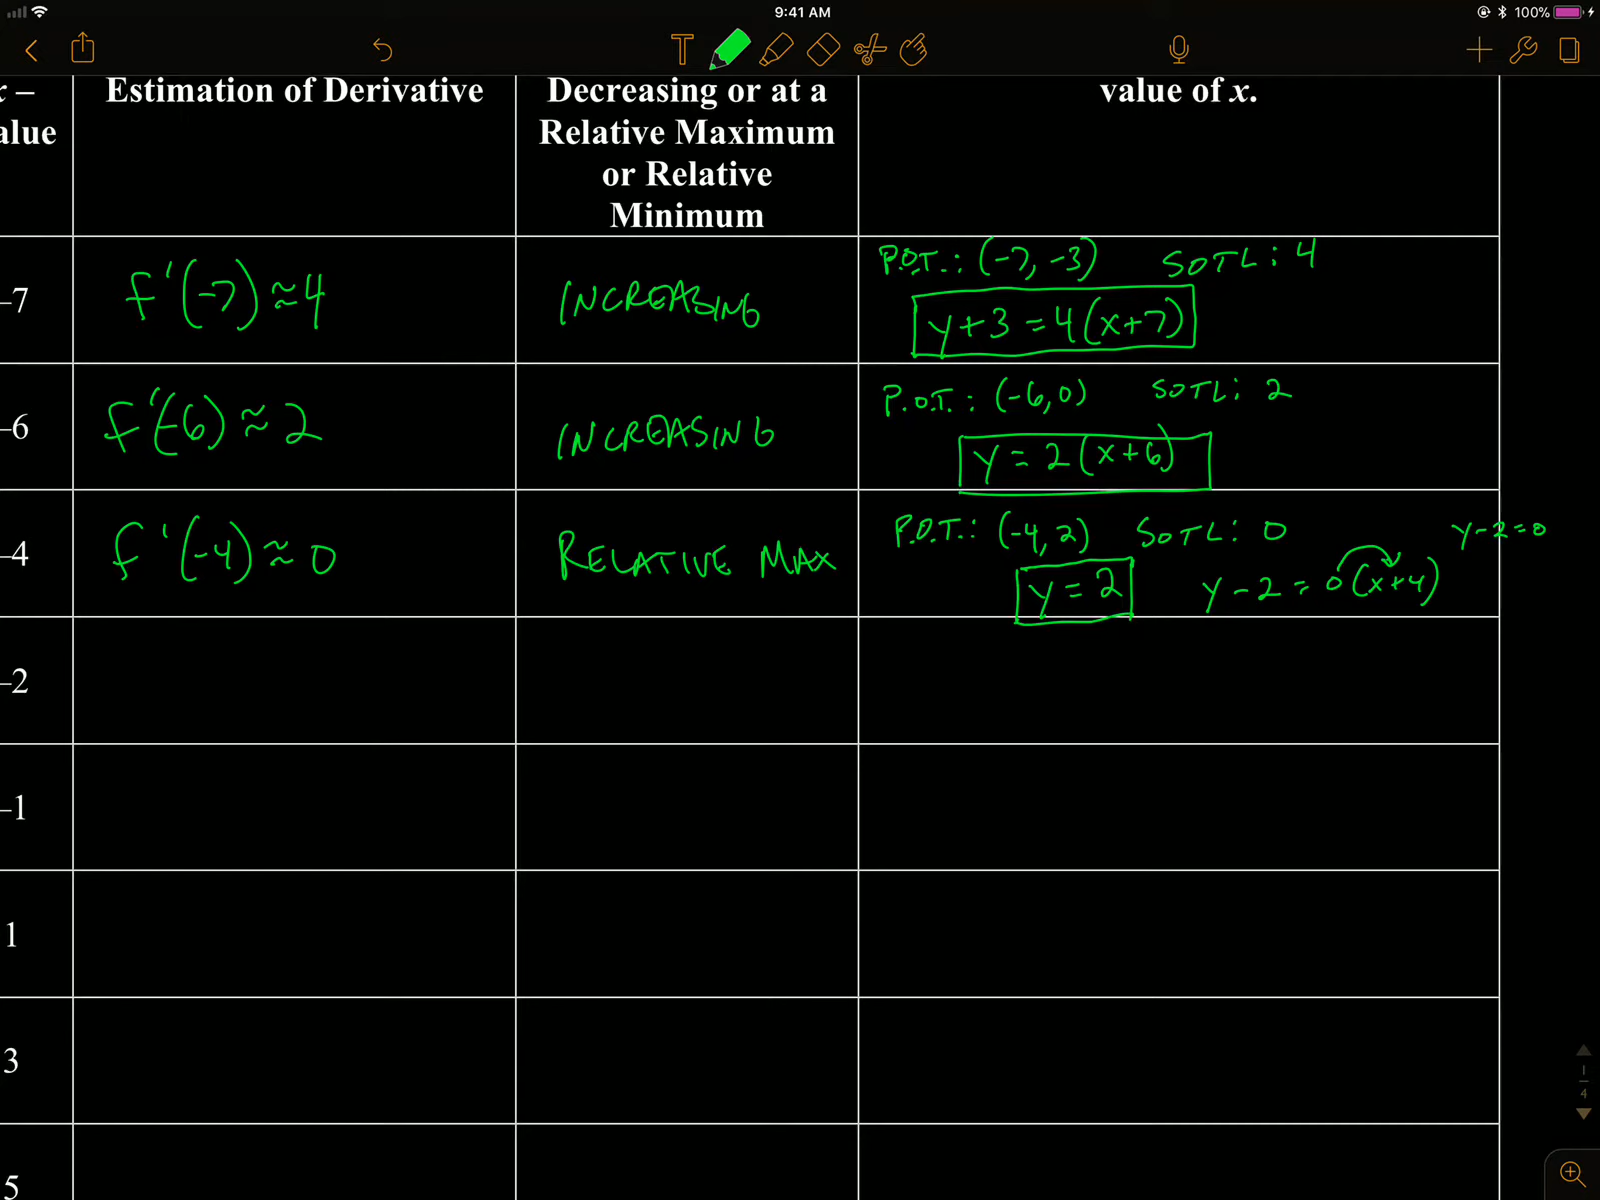 9:41 AM
100%
T
x –
alue
Estimation of Derivative
Decreasing or at a
Relative Maximum
or Relative
Minimum
value of x.
–7
f'(-7) ≈ 4
INCREASING
P.O.T.: (-7, -3) SOTL: 4
y+3 = 4(x+7)
–6
f'(-6) ≈ 2
INCREASING
P.O.T.: (-6,0) SOTL: 2
y = 2(x+6)
–4
f'(-4) ≈ 0
RELATIVE MAX
P.O.T.: (-4, 2) SOTL: 0 y-2=0
y = 2 y-2 = 0(x+4)
–2
–1
1
3
5
1
4